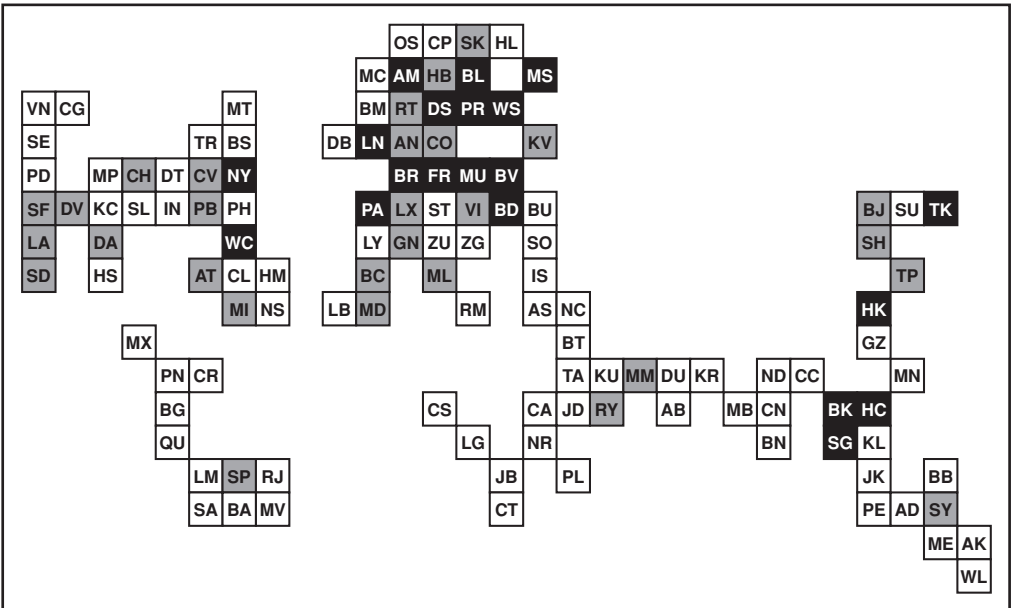 OS CP SK HL
MC AM HB BL MS
VN CG MT BM RT DS PR WS
SE TR BS DB LN AN CO KV
PD MP CH DT CV NY BR FR MU BV
SF DV KC SL IN PB PH PA LX ST VI BD BU BJ SU TK
LA DA WC LY GN ZU ZG SO SH
SD HS AT CL HM BC ML IS TP
MI NS LB MD RM AS NC HK
MX BT GZ
PN CR TA KU MM DU KR ND CC MN
BG CS CA JD RY AB MB CN BK HC
QU LG NR BN SG KL
LM SP RJ JB PL JK BB
SA BA MV CT PE AD SY
ME AK
WL